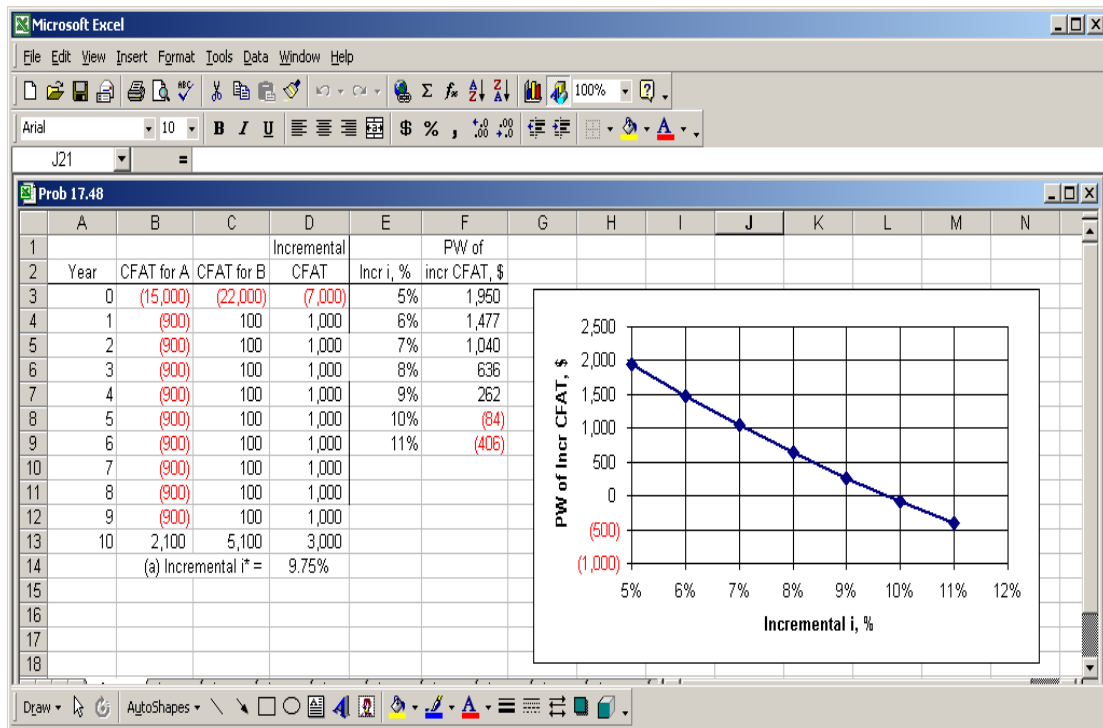 Microsoft Excel
File Edit View Insert Format Tools Data Window Help
100%
Arial 10 B I U $ % ,
J21 =
Prob 17.48
A B C D E F G H I J K L M N
1 Incremental PW of
2 Year CFAT for A CFAT for B CFAT Incr i, % incr CFAT, $
3 0 (15,000) (22,000) (7,000) 5% 1,950
4 1 (900) 100 1,000 6% 1,477
5 2 (900) 100 1,000 7% 1,040
6 3 (900) 100 1,000 8% 636
7 4 (900) 100 1,000 9% 262
8 5 (900) 100 1,000 10% (84)
9 6 (900) 100 1,000 11% (406)
10 7 (900) 100 1,000
11 8 (900) 100 1,000
12 9 (900) 100 1,000
13 10 2,100 5,100 3,000
14 (a) Incremental i* = 9.75%
15
16
17
18
PW of Incr CFAT, $
2,500
2,000
1,500
1,000
500
0
(500)
(1,000)
5% 6% 7% 8% 9% 10% 11% 12%
Incremental i, %
Draw AutoShapes